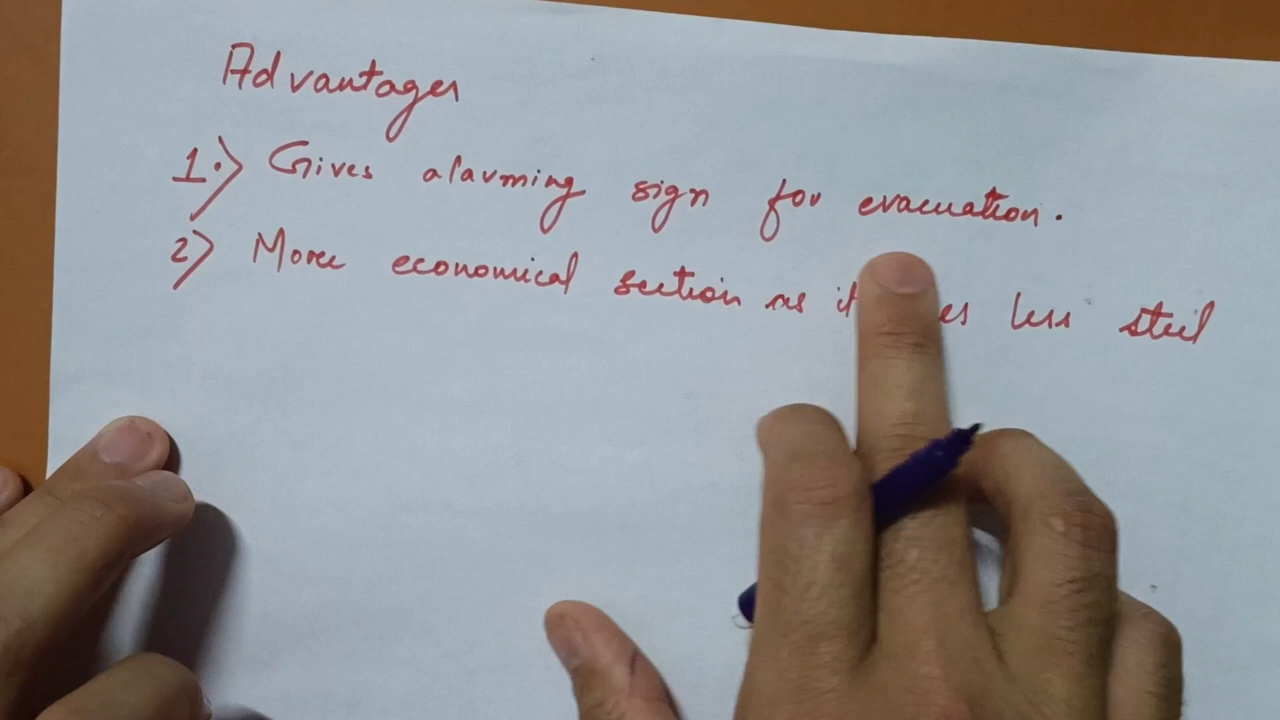 Advantages
1.) Gives alarming sign for evacuation.
2) More economical section as it less steel